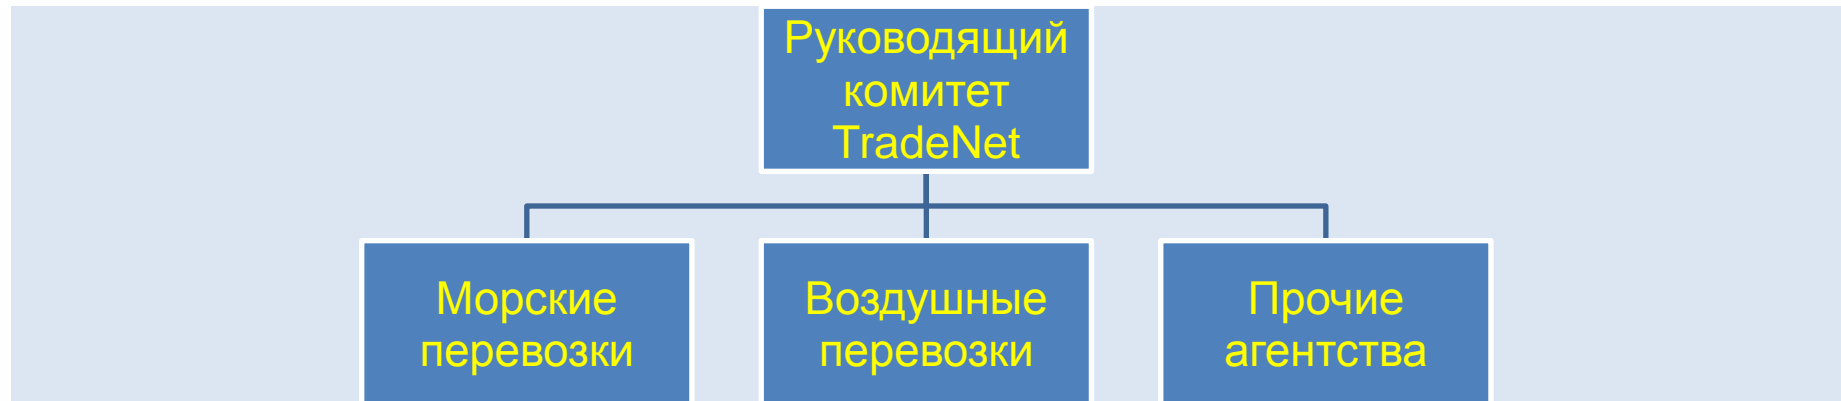 Руководящий
комитет
TradeNet
Морские
перевозки
Воздушные
перевозки
Прочие
агентства